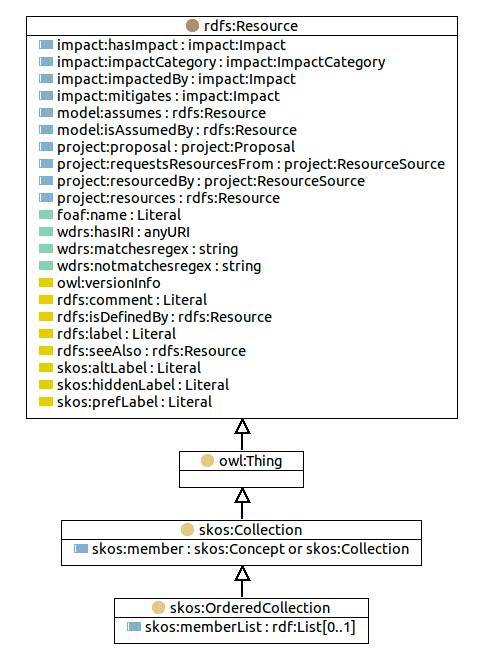 rdfs:Resource
impact:hasImpact : impact:Impact
impact:impactCategory : impact:ImpactCategory
impact:impactedBy : impact:Impact
impact:mitigates : impact:Impact
model:assumes : rdfs:Resource
model:isAssumedBy : rdfs:Resource
project:proposal : project:Proposal
project:requestsResourcesFrom : project:ResourceSource
project:resourcedBy : project:ResourceSource
project:resources : rdfs:Resource
foaf:name : Literal
wdrs:hasIRI : anyURI
wdrs:matchesregex : string
wdrs:notmatchesregex : string
owl:versionInfo
rdfs:comment : Literal
rdfs:isDefinedBy : rdfs:Resource
rdfs:label : Literal
rdfs:seeAlso : rdfs:Resource
skos:altLabel : Literal
skos:hiddenLabel : Literal
skos:prefLabel : Literal
owl:Thing
skos:Collection
skos:member : skos:Concept or skos:Collection
skos:OrderedCollection
skos:memberList : rdf:List[0..1]